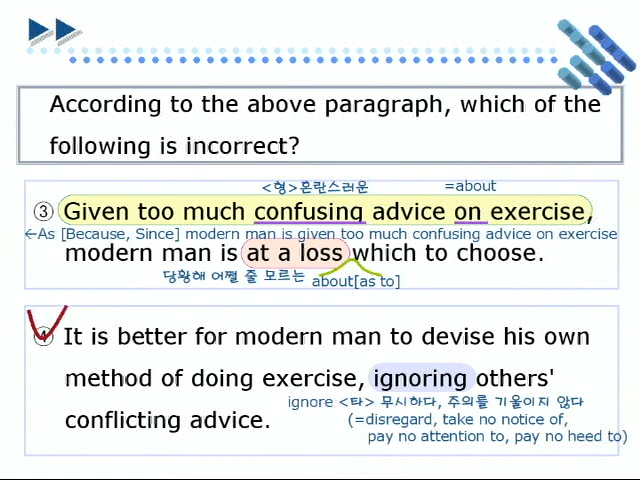 According to the above paragraph, which of the
following is incorrect?
<형>혼란스러운 =about
③ Given too much confusing advice on exercise,
←As [Because, Since] modern man is given too much confusing advice on exercise
modern man is at a loss which to choose.
당황해 어쩔 줄 모르는 about[as to]
④ It is better for modern man to devise his own
method of doing exercise, ignoring others'
ignore <타> 무시하다, 주의를 기울이지 않다
conflicting advice.
(=disregard, take no notice of,
pay no attention to, pay no heed to)